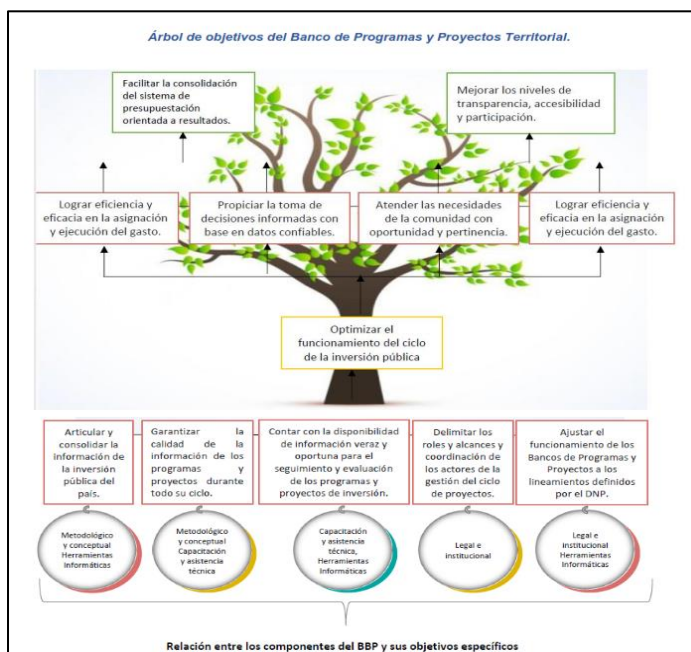 Árbol de objetivos del Banco de Programas y Proyectos Territorial.
Facilitar la consolidación
del sistema de
presupuestación
orientada a resultados.
Mejorar los niveles de
transparencia, accesibilidad
y participación.
Lograr eficiencia y
eficacia en la asignación
y ejecución del gasto.
Propiciar la toma de
decisiones informadas con
base en datos confiables.
Atender las necesidades
de la comunidad con
oportunidad y pertinencia.
Lograr eficiencia y
eficacia en la asignación
y ejecución del gasto.
Optimizar el
funcionamiento del ciclo
de la inversión pública
Articular y
consolidar la
información de
la inversión
pública del
país.
Garantizar la
calidad de la
información de los
programas y
proyectos durante
todo su ciclo.
Contar con la disponibilidad
de información veraz y
oportuna para el
seguimiento y evaluación
de los programas y
proyectos de inversión.
Delimitar los
roles y alcances y
coordinación de
los actores de la
gestión del ciclo
de proyectos.
Ajustar el
funcionamiento de los
Bancos de Programas y
Proyectos a los
lineamientos definidos
por el DNP.
Metodológico
y conceptual
Herramientas
Informáticas
Metodológico
y conceptual
Capacitación
y asistencia
técnica
Capacitación
y asistencia
técnica,
Herramientas
Informáticas
Legal e
institucional
Legal e
institucional
Herramientas
Informáticas
Relación entre los componentes del BBP y sus objetivos específicos